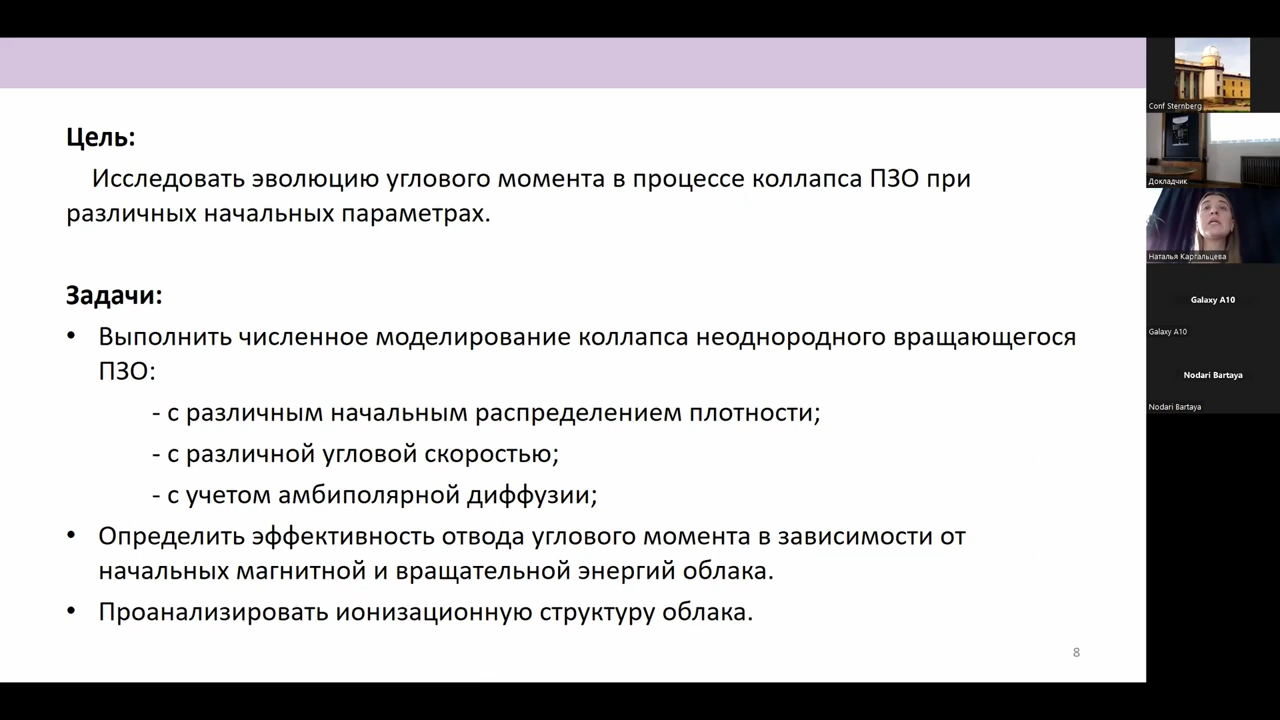 Цель:
Исследовать эволюцию углового момента в процессе коллапса ПЗО при
различных начальных параметрах.
Задачи:
• Выполнить численное моделирование коллапса неоднородного вращающегося
ПЗО:
- с различным начальным распределением плотности;
- с различной угловой скоростью;
- с учетом амбиполярной диффузии;
• Определить эффективность отвода углового момента в зависимости от
начальных магнитной и вращательной энергий облака.
• Проанализировать ионизационную структуру облака.
8
Conf Sternberg
Докладчик
Наталья Каргальцева
Galaxy A10
Galaxy A10
Nodari Bartaya
Nodari Bartaya